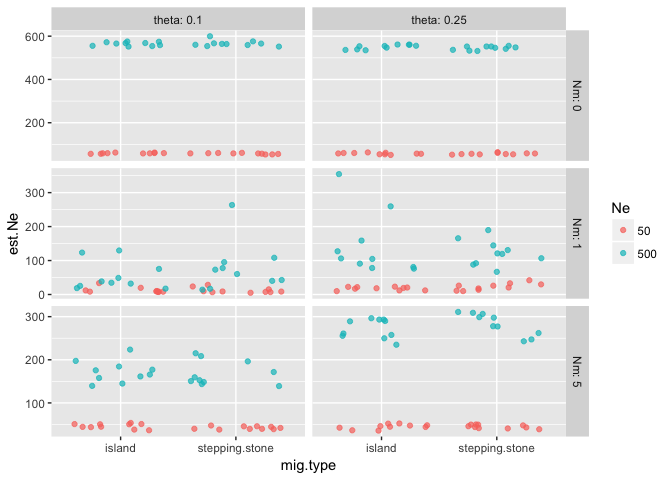 theta: 0.1 theta: 0.25
600
400
200
Nm: 0
300
200
100
0
Nm: 1
300
200
100
Nm: 5
est.Ne
island stepping.stone island stepping.stone
mig.type
Ne
50
500